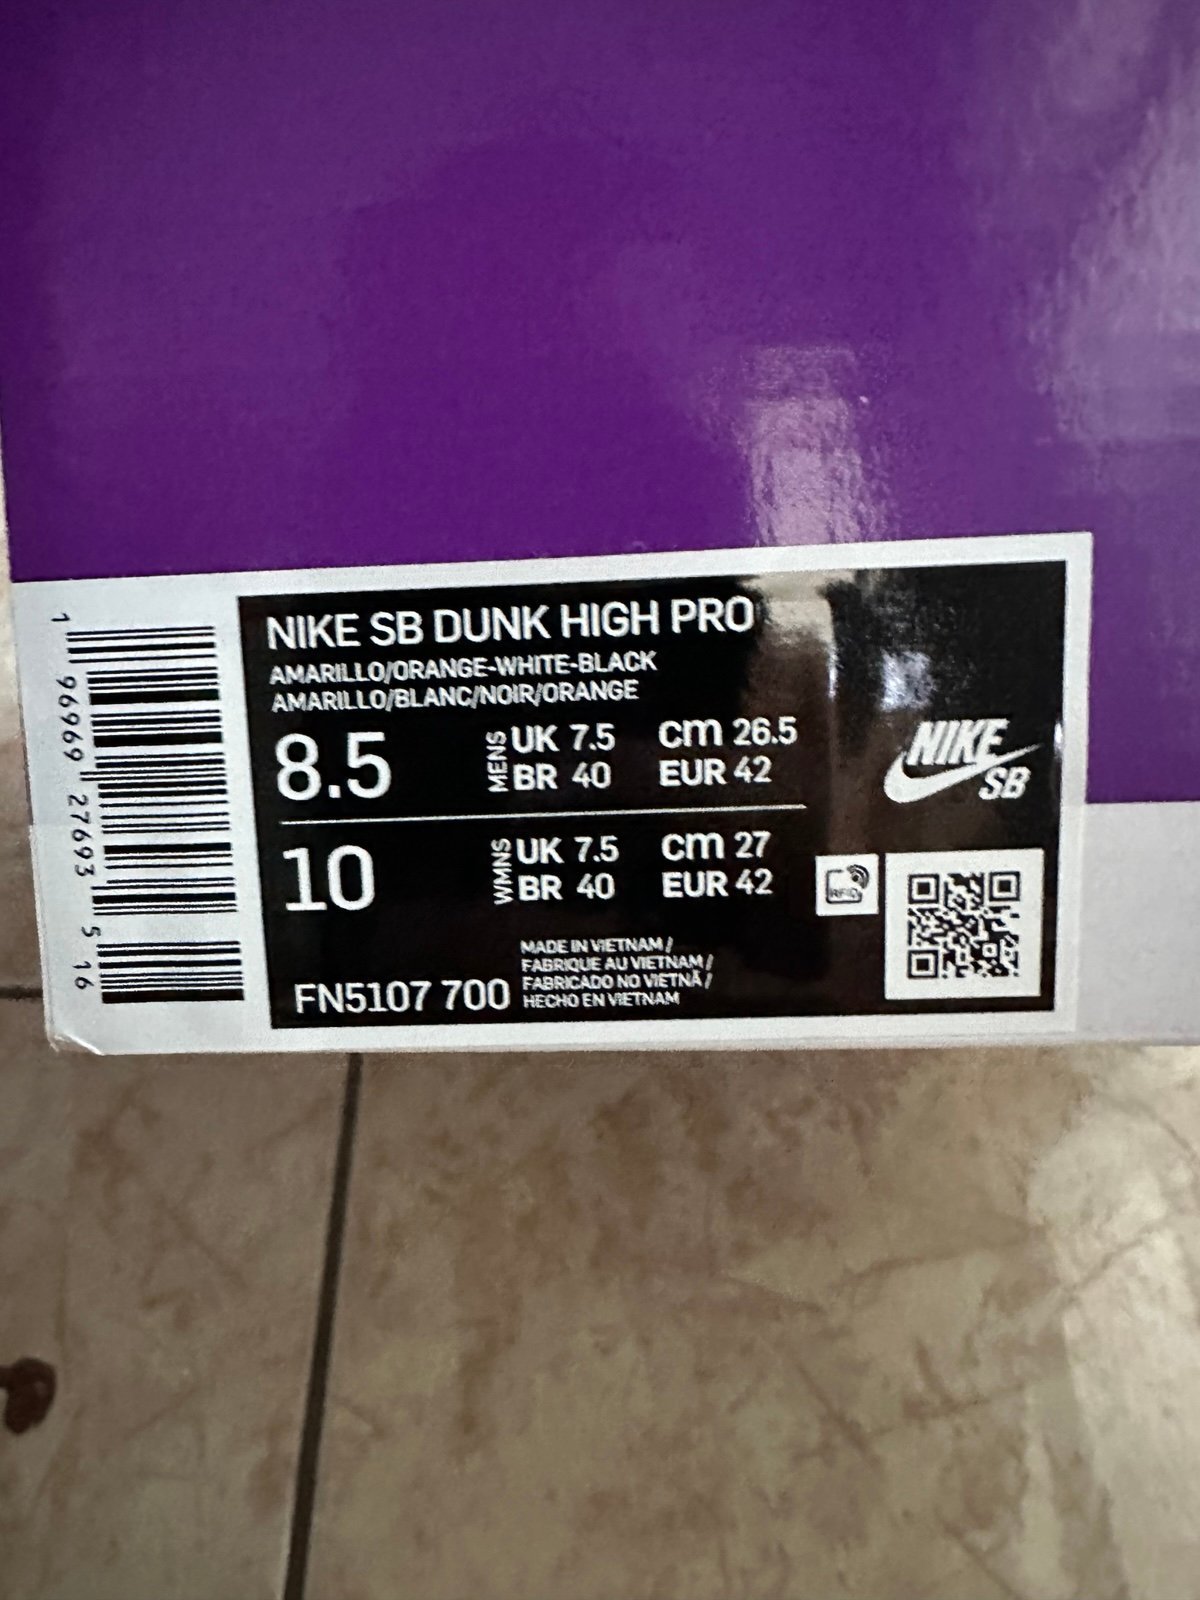 NIKE SB DUNK HIGH PRO
AMARILLO/ORANGE-WHITE-BLACK
AMARILLO/BLANC/NOIR/ORANGE
8.5 MENS UK 7.5 cm 26.5
BR 40 EUR 42
10 WMNS UK 7.5 cm 27
BR 40 EUR 42
NIKE
SB
RFID
FN5107 700
MADE IN VIETNAM /
FABRIQUE AU VIETNAM /
FABRICADO NO VIETNÃ /
HECHO EN VIETNAM
1 96969 27693 5 16